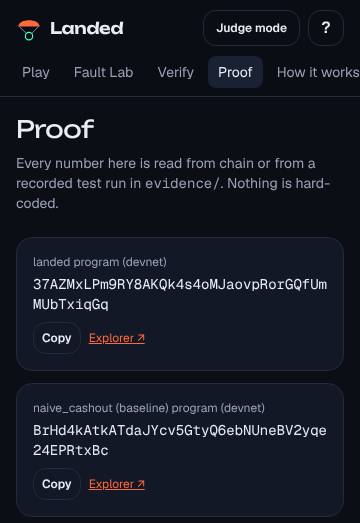 Landed
Judge mode
?
Play
Fault Lab
Verify
Proof
How it works
Proof
Every number here is read from chain or from a
recorded test run in evidence/. Nothing is hard-
coded.
landed program (devnet)
37AZMxLPm9RY8AKQk4s4oMJaovpRorGQfUm
MUbTxiqGq
Copy
Explorer ↗
naive_cashout (baseline) program (devnet)
BrHd4kAtkATdaJYcv5GtyQ6ebNUneBV2yqe
24EPRtxBc
Copy
Explorer ↗